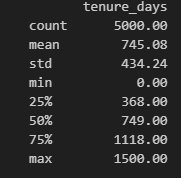 tenure_days
count 5000.00
mean 745.08
std 434.24
min 0.00
25% 368.00
50% 749.00
75% 1118.00
max 1500.00